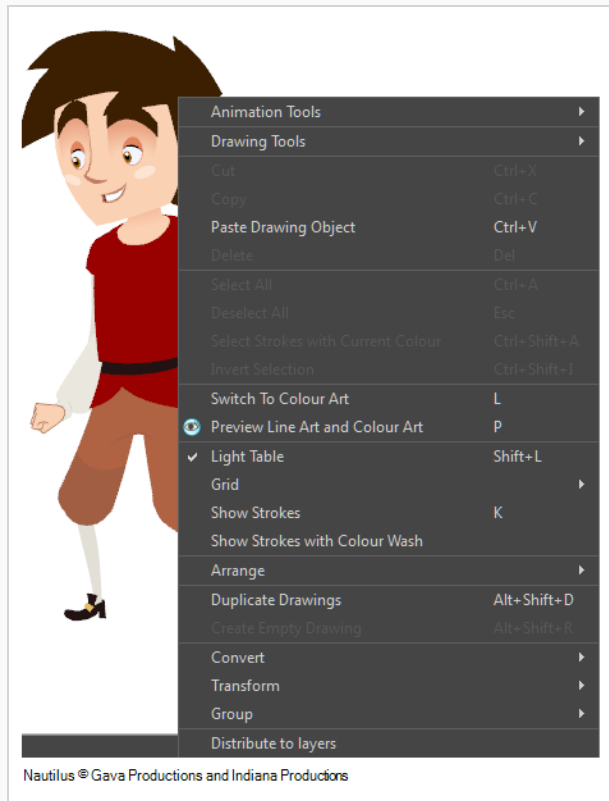 Animation Tools
Drawing Tools
Cut Ctrl+X
Copy Ctrl+C
Paste Drawing Object Ctrl+V
Delete Del
Select All Ctrl+A
Deselect All Esc
Select Strokes with Current Colour Ctrl+Shift+A
Invert Selection Ctrl+Shift+I
Switch To Colour Art L
Preview Line Art and Colour Art P
Light Table Shift+L
Grid
Show Strokes K
Show Strokes with Colour Wash
Arrange
Duplicate Drawings Alt+Shift+D
Create Empty Drawing Alt+Shift+R
Convert
Transform
Group
Distribute to layers
Nautilus © Gava Productions and Indiana Productions